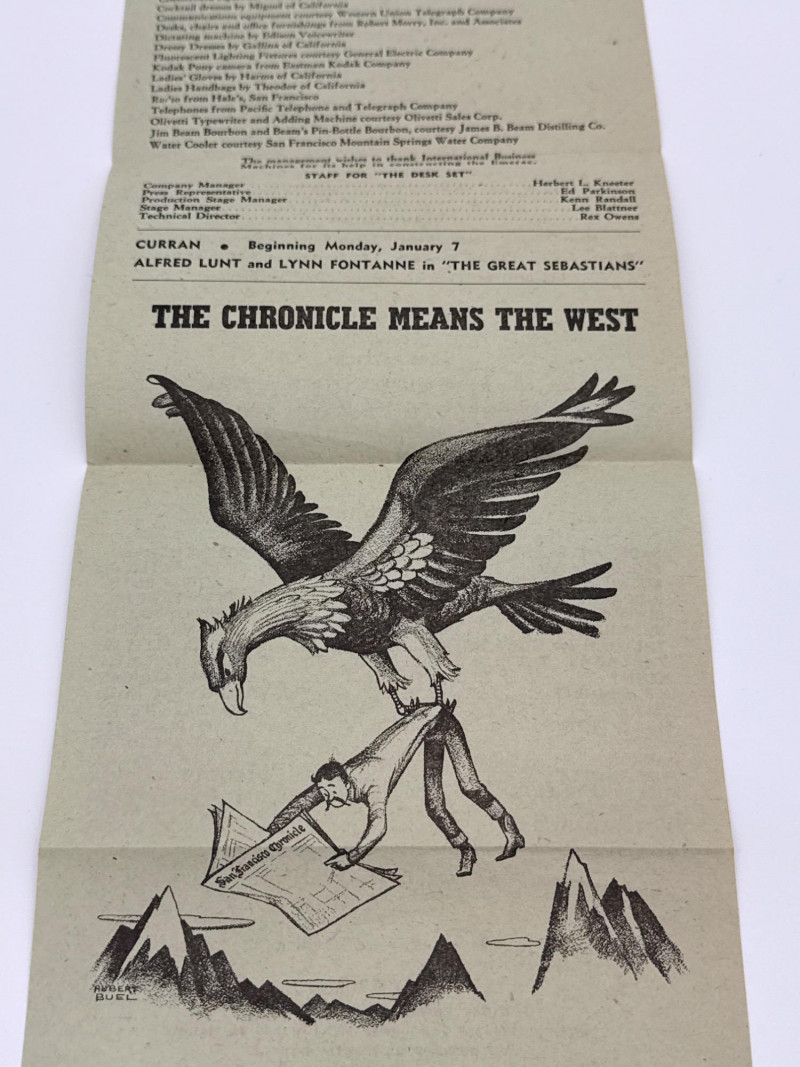 Cocktail dresses by Miguel of California
Communications equipment courtesy Western Union Telegraph Company
Desks, chairs and office furnishings from Robert Morry, Inc. and Associates
Dictating machine by Edison Voicewriter
Dressy Dresses by Gallina of California
Fluorescent Lighting Fixtures courtesy General Electric Company
Kodak Pony camera from Eastman Kodak Company
Ladies' Gloves by Harms of California
Ladies Handbags by Theodor of California
from Hale's, San Francisco
Telephones from Pacific Telephone and Telegraph Company
Olivetti Typewriter and Adding Machine courtesy Olivetti Sales Corp.
Jim Beam Bourbon and Beam's Pin-Bottle Bourbon, courtesy James B. Beam Distilling Co.
Water Cooler courtesy San Francisco Mountain Springs Water Company
The management wishes to thank International Business
Machines for its help in constructing the Emerac.
STAFF FOR "THE DESK SET"
Company Manager Herbert L. Kneeter
Press Representative Ed Parkinson
Production Stage Manager Kenn Randall
Stage Manager Lee Blattner
Technical Director Rex Owens
CURRAN • Beginning Monday, January 7
ALFRED LUNT and LYNN FONTANNE in "THE GREAT SEBASTIANS"
THE CHRONICLE MEANS THE WEST
San Francisco Chronicle
HUBERT
BUEL